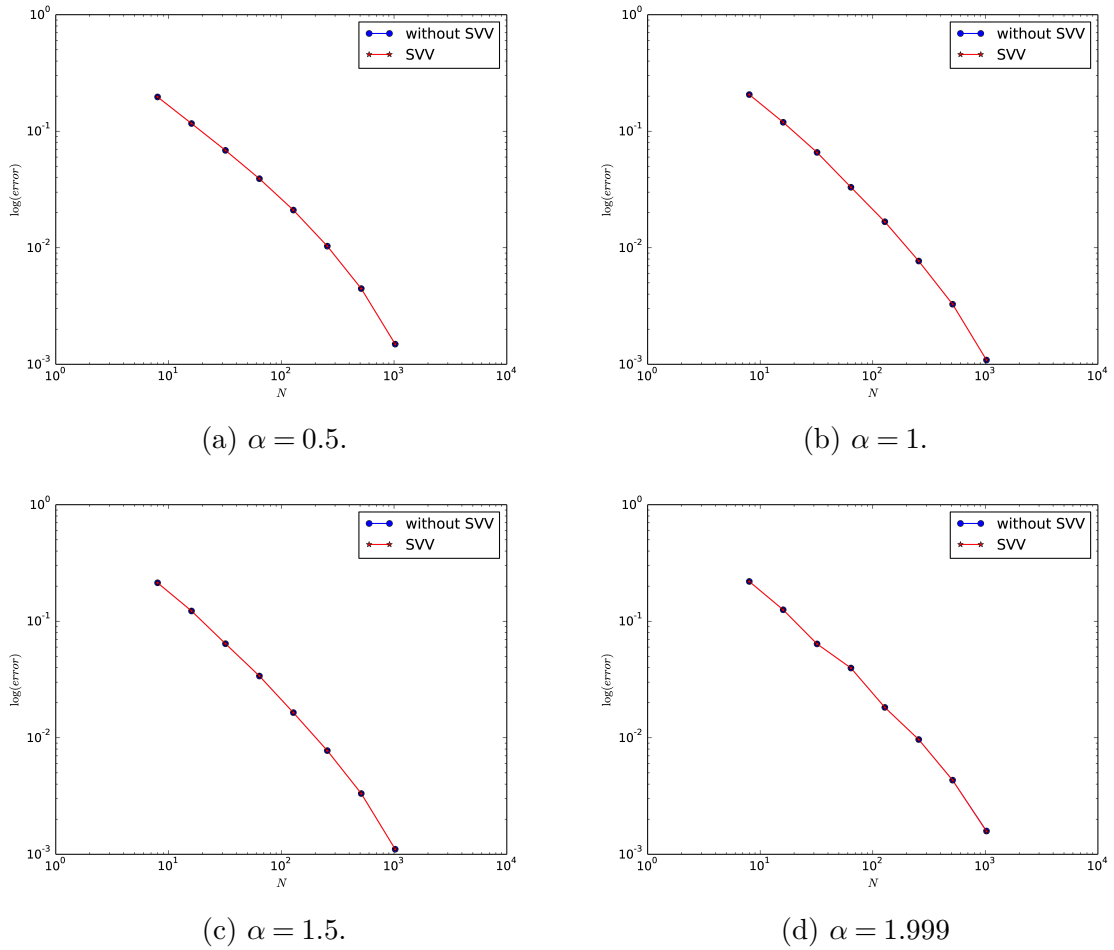 10^0
10^-1
10^-2
10^-3
log(error)
10^0 10^1 10^2 10^3 10^4
N
without SVV
SVV
(a) α = 0.5.
10^0
10^-1
10^-2
10^-3
log(error)
10^0 10^1 10^2 10^3 10^4
N
without SVV
SVV
(b) α = 1.
10^0
10^-1
10^-2
10^-3
log(error)
10^0 10^1 10^2 10^3 10^4
N
without SVV
SVV
(c) α = 1.5.
10^0
10^-1
10^-2
10^-3
log(error)
10^0 10^1 10^2 10^3 10^4
N
without SVV
SVV
(d) α = 1.999